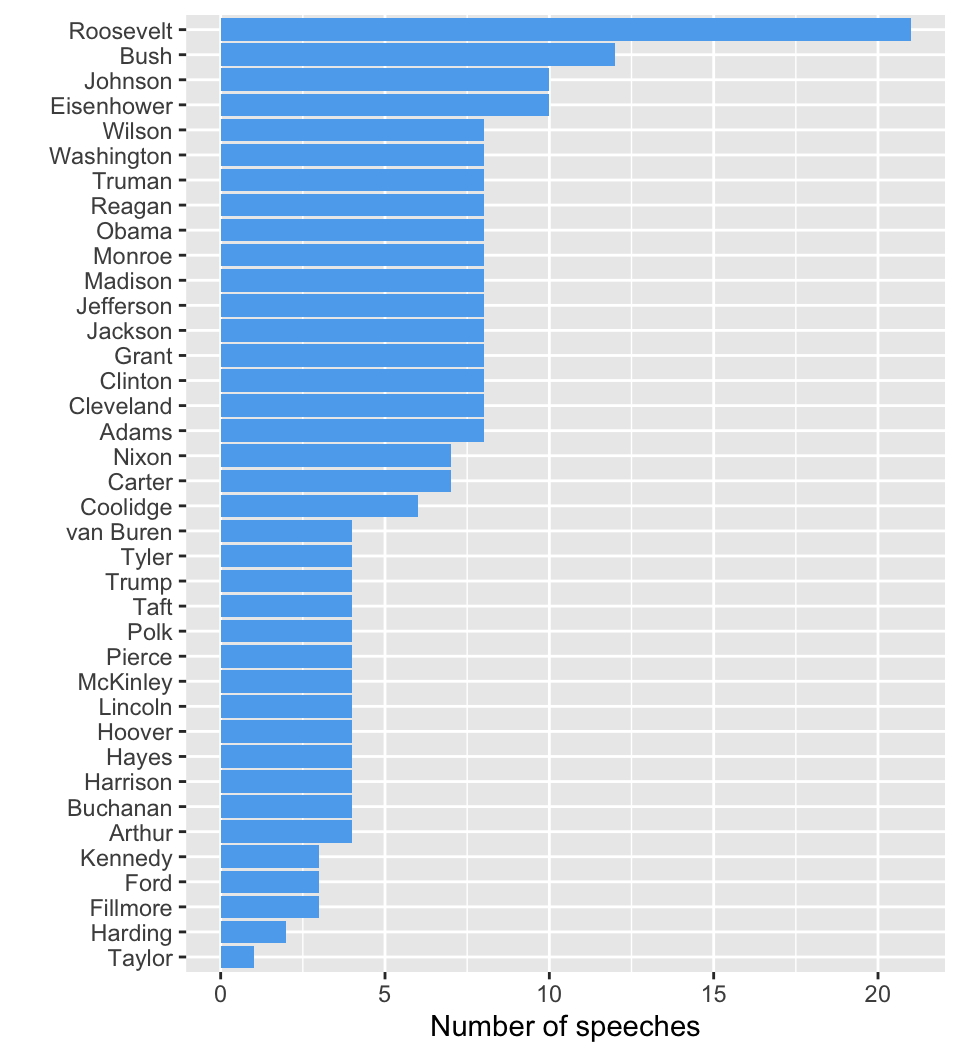 Roosevelt
Bush
Johnson
Eisenhower
Wilson
Washington
Truman
Reagan
Obama
Monroe
Madison
Jefferson
Jackson
Grant
Clinton
Cleveland
Adams
Nixon
Carter
Coolidge
van Buren
Tyler
Trump
Taft
Polk
Pierce
McKinley
Lincoln
Hoover
Hayes
Harrison
Buchanan
Arthur
Kennedy
Ford
Fillmore
Harding
Taylor
0 5 10 15 20
Number of speeches